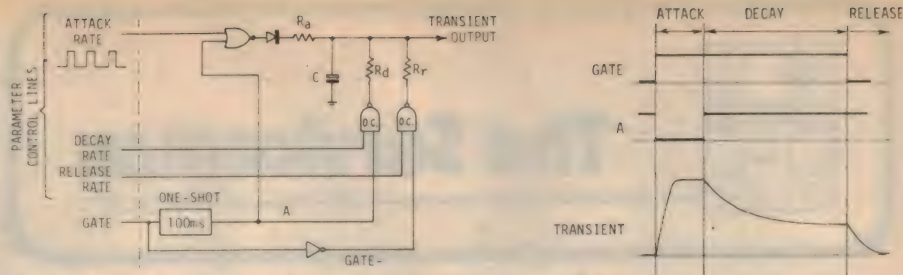 PARAMETER
CONTROL LINES
ATTACK
RATE
Ra
TRANSIENT
OUTPUT
C
Rd
Rr
O.C.
O.C.
DECAY
RATE
RELEASE
RATE
ONE-SHOT
GATE
100ms
A
GATE-
ATTACK
DECAY
RELEASE
GATE
A
TRANSIENT